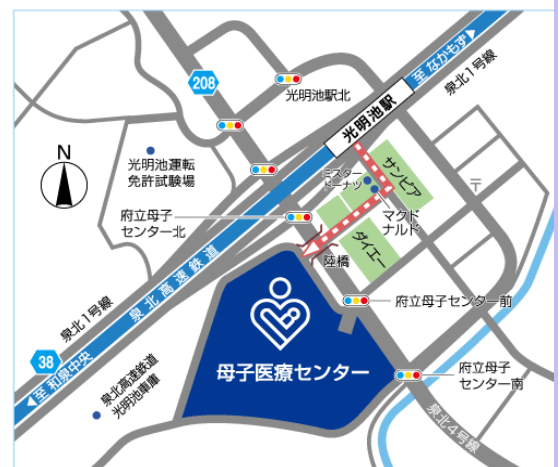 至 なかもず
泉北1号線
208
光明池駅北
光明池駅
N
光明池運転
免許試験場
ミスター
ドーナツ
サンピア
〒
マクド
ナルド
府立母子
センター北
ダイエー
陸橋
泉北高速鉄道
泉北1号線
府立母子センター前
母子医療センター
38
至 和泉中央
府立母子
センター南
泉北高速鉄道
光明池車庫
泉北4号線